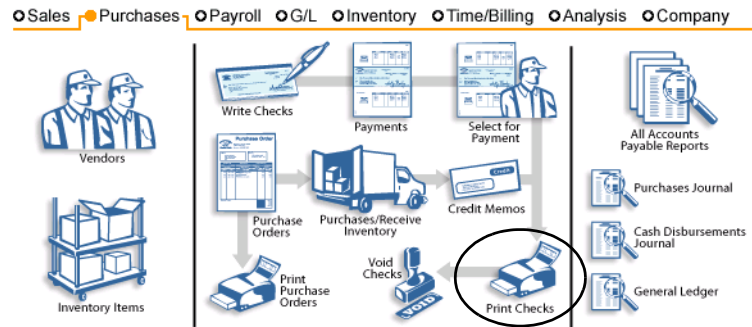 Sales Purchases Payroll G/L Inventory Time/Billing Analysis Company
Vendors
Inventory Items
Write Checks
Payments
Select for
Payment
Purchase Order
Purchase
Orders
Purchases/Receive
Inventory
Credit
Credit Memos
Print
Purchase
Orders
Void
Checks
VOID
Print Checks
All Accounts
Payable Reports
Purchases Journal
Cash Disbursements
Journal
General Ledger